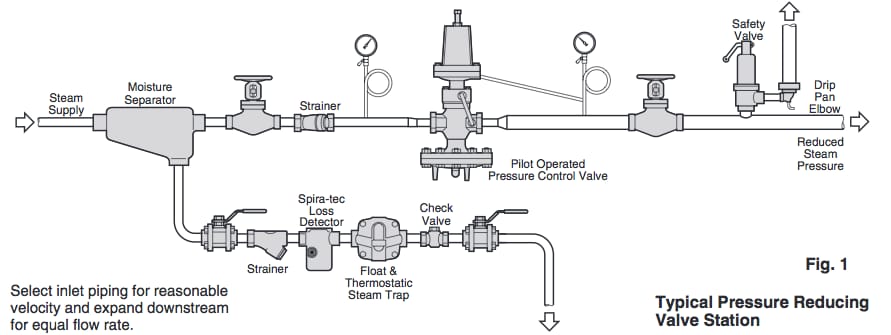 Safety
Valve
Steam
Supply
Moisture
Separator
Strainer
Drip
Pan
Elbow
Pilot Operated
Pressure Control Valve
Reduced
Steam
Pressure
Spira-tec
Loss
Detector
Check
Valve
Strainer
Float &
Thermostatic
Steam Trap
Fig. 1
Select inlet piping for reasonable
velocity and expand downstream
for equal flow rate.
Typical Pressure Reducing
Valve Station